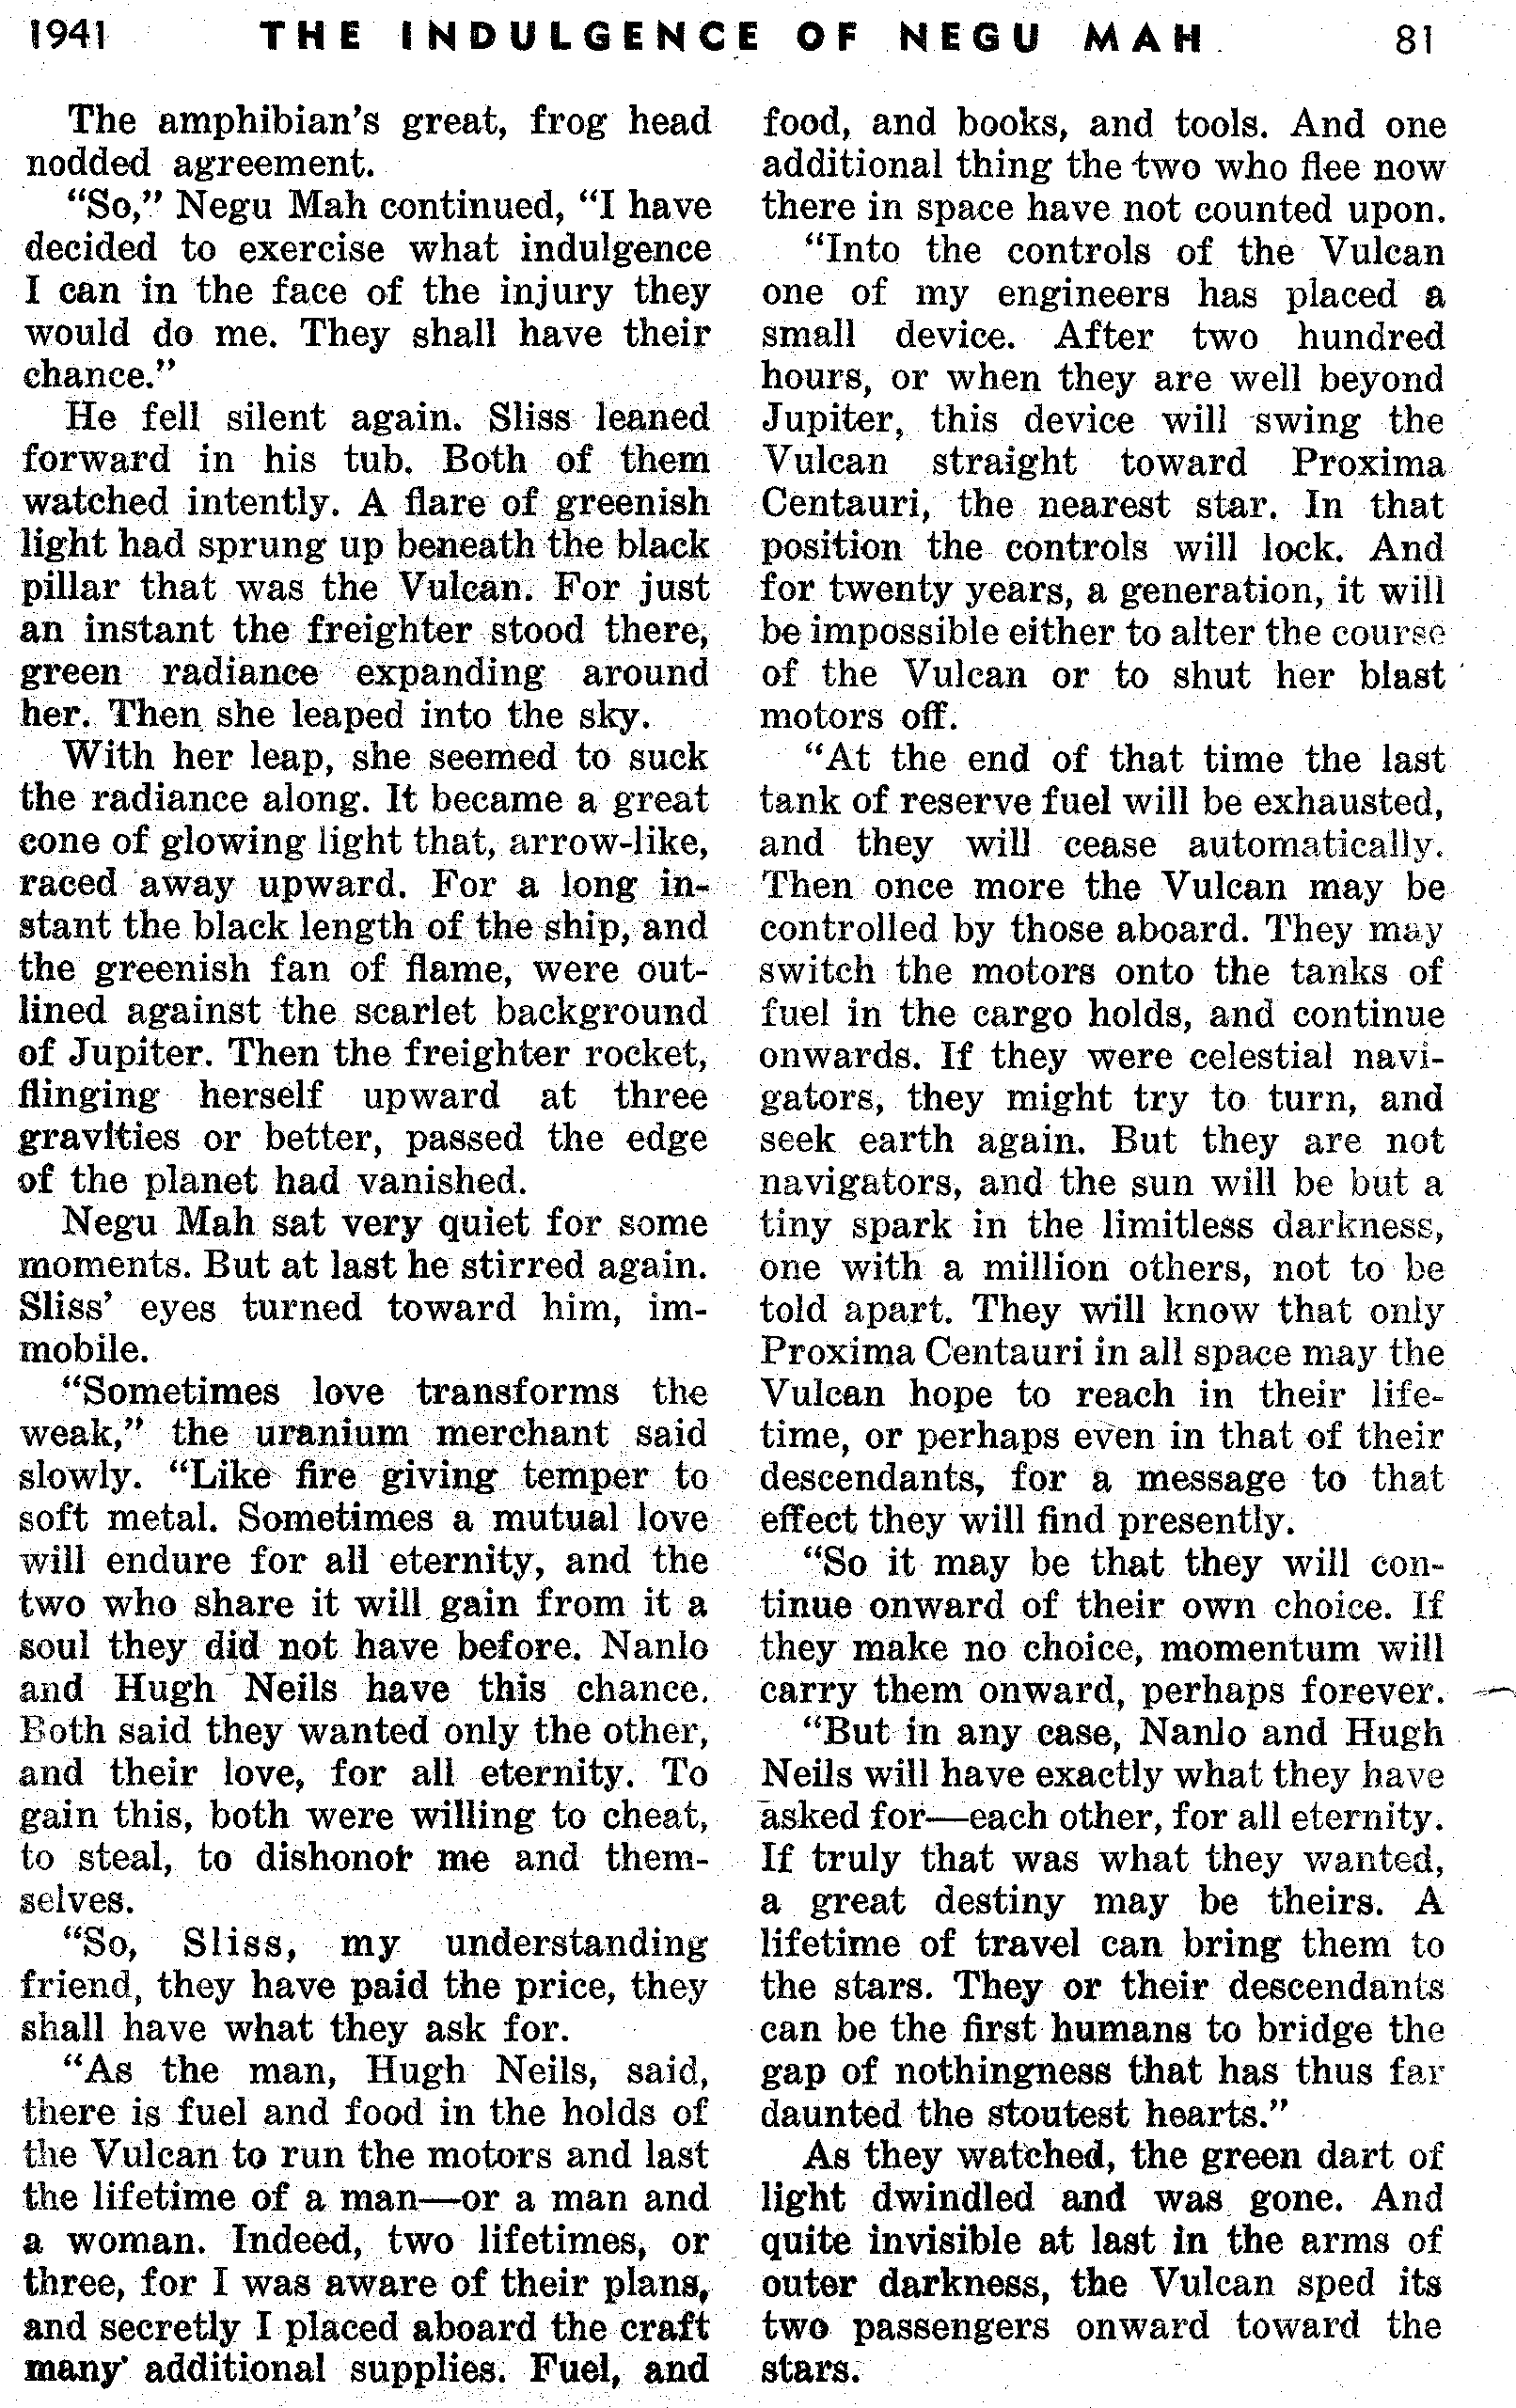 1941 THE INDULGENCE OF NEGU MAH 81
The amphibian's great, frog head
nodded agreement.
“So,” Negu Mah continued, “I have
decided to exercise what indulgence
I can in the face of the injury they
would do me. They shall have their
chance.”
He fell silent again. Sliss leaned
forward in his tub. Both of them
watched intently. A flare of greenish
light had sprung up beneath the black
pillar that was the Vulcan. For just
an instant the freighter stood there,
green radiance expanding around
her. Then she leaped into the sky.
With her leap, she seemed to suck
the radiance along. It became a great
cone of glowing light that, arrow-like,
raced away upward. For a long in-
stant the black length of the ship, and
the greenish fan of flame, were out-
lined against the scarlet background
of Jupiter. Then the freighter rocket,
flinging herself upward at three
gravities or better, passed the edge
of the planet had vanished.
Negu Mah sat very quiet for some
moments. But at last he stirred again.
Sliss' eyes turned toward him, im-
mobile.
“Sometimes love transforms the
weak,” the uranium merchant said
slowly. “Like fire giving temper to
soft metal. Sometimes a mutual love
will endure for all eternity, and the
two who share it will gain from it a
soul they did not have before. Nanlo
and Hugh Neils have this chance.
Both said they wanted only the other,
and their love, for all eternity. To
gain this, both were willing to cheat,
to steal, to dishonor me and them-
selves.
“So, Sliss, my understanding
friend, they have paid the price, they
shall have what they ask for.
“As the man, Hugh Neils, said,
there is fuel and food in the holds of
the Vulcan to run the motors and last
the lifetime of a man—or a man and
a woman. Indeed, two lifetimes, or
three, for I was aware of their plans,
and secretly I placed aboard the craft
many additional supplies. Fuel, and
food, and books, and tools. And one
additional thing the two who flee now
there in space have not counted upon.
“Into the controls of the Vulcan
one of my engineers has placed a
small device. After two hundred
hours, or when they are well beyond
Jupiter, this device will swing the
Vulcan straight toward Proxima
Centauri, the nearest star. In that
position the controls will lock. And
for twenty years, a generation, it will
be impossible either to alter the course
of the Vulcan or to shut her blast
motors off.
“At the end of that time the last
tank of reserve fuel will be exhausted,
and they will cease automatically.
Then once more the Vulcan may be
controlled by those aboard. They may
switch the motors onto the tanks of
fuel in the cargo holds, and continue
onwards. If they were celestial navi-
gators, they might try to turn, and
seek earth again. But they are not
navigators, and the sun will be but a
tiny spark in the limitless darkness,
one with a million others, not to be
told apart. They will know that only
Proxima Centauri in all space may the
Vulcan hope to reach in their life-
time, or perhaps even in that of their
descendants, for a message to that
effect they will find presently.
“So it may be that they will con-
tinue onward of their own choice. If
they make no choice, momentum will
carry them onward, perhaps forever.
“But in any case, Nanlo and Hugh
Neils will have exactly what they have
asked for—each other, for all eternity.
If truly that was what they wanted,
a great destiny may be theirs. A
lifetime of travel can bring them to
the stars. They or their descendants
can be the first humans to bridge the
gap of nothingness that has thus far
daunted the stoutest hearts.”
As they watched, the green dart of
light dwindled and was gone. And
quite invisible at last in the arms of
outer darkness, the Vulcan sped its
two passengers onward toward the
stars.